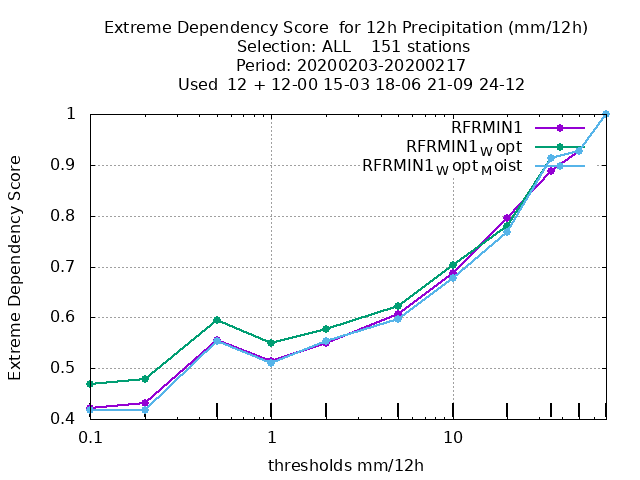 Extreme Dependency Score  for 12h Precipitation (mm/12h)
Selection: ALL    151 stations
Period: 20200203-20200217
Used  12 + 12-00 15-03 18-06 21-09 24-12
RFRMIN1
RFRMIN1Wopt
RFRMIN1WoptMoist
Extreme Dependency Score
1
0.9
0.8
0.7
0.6
0.5
0.4
0.1
1
10
thresholds mm/12h